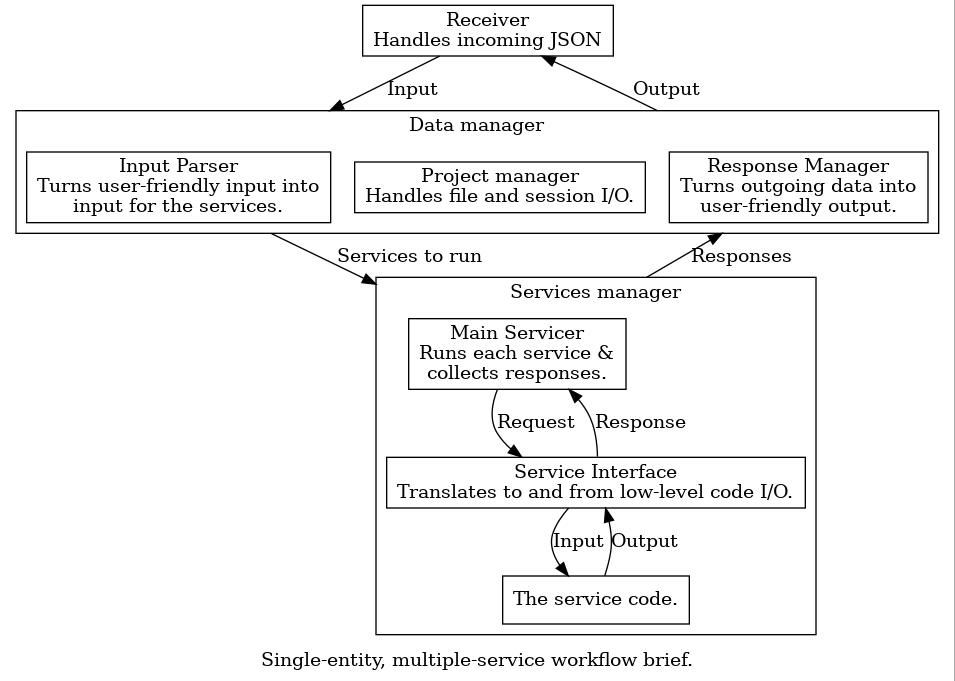 Receiver
Handles incoming JSON
Input
Output
Data manager
Input Parser
Turns user-friendly input into
input for the services.
Project manager
Handles file and session I/O.
Response Manager
Turns outgoing data into
user-friendly output.
Services to run
Responses
Services manager
Main Servicer
Runs each service &
collects responses.
Request
Response
Service Interface
Translates to and from low-level code I/O.
Input
Output
The service code.
Single-entity, multiple-service workflow brief.